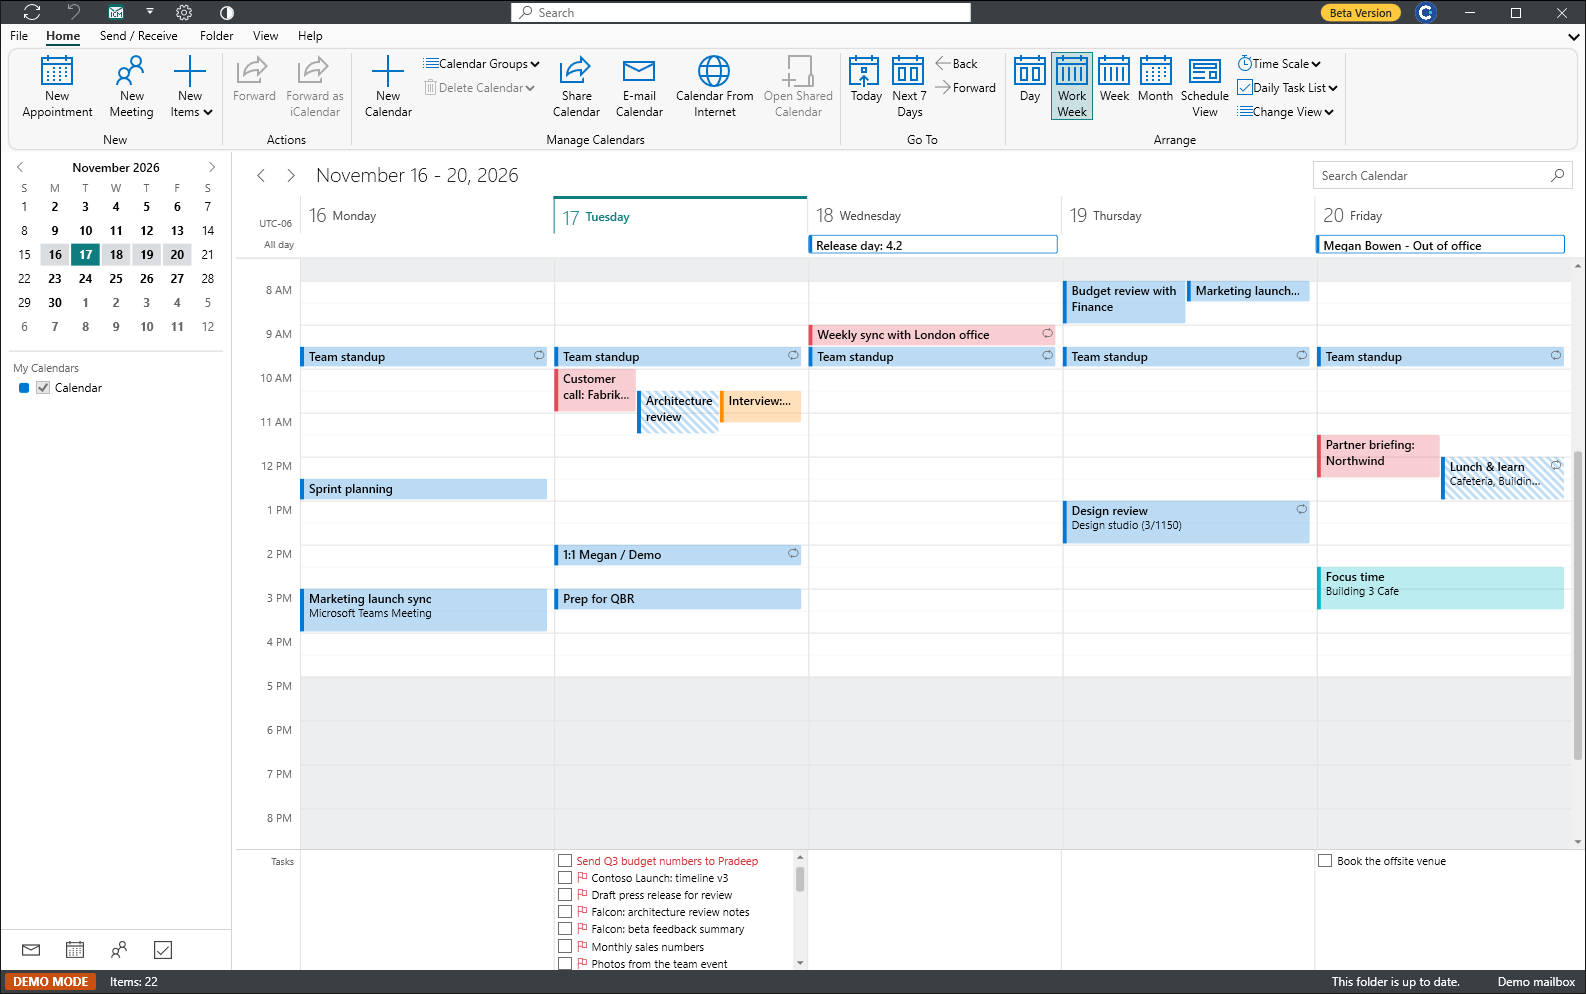 Search
Beta Version
File Home Send / Receive Folder View Help
New Appointment
New Meeting
New Items
New
Forward
Forward as iCalendar
Actions
New Calendar
Calendar Groups
Delete Calendar
Share Calendar
E-mail Calendar
Calendar From Internet
Open Shared Calendar
Manage Calendars
Today
Next 7 Days
Back
Forward
Go To
Day
Work Week
Week
Month
Schedule View
Time Scale
Daily Task List
Change View
Arrange
November 2026
S M T W T F S
1 2 3 4 5 6 7
8 9 10 11 12 13 14
15 16 17 18 19 20 21
22 23 24 25 26 27 28
29 30 1 2 3 4 5
6 7 8 9 10 11 12
My Calendars
Calendar
November 16 - 20, 2026
Search Calendar
UTC-06
16 Monday
17 Tuesday
18 Wednesday
19 Thursday
20 Friday
All day
Release day: 4.2
Megan Bowen - Out of office
8 AM
9 AM
10 AM
11 AM
12 PM
1 PM
2 PM
3 PM
4 PM
5 PM
6 PM
7 PM
8 PM
Team standup
Sprint planning
Marketing launch sync
Microsoft Teams Meeting
Team standup
Customer call: Fabrik...
Architecture review
Interview:...
1:1 Megan / Demo
Prep for QBR
Weekly sync with London office
Team standup
Budget review with Finance
Marketing launch...
Team standup
Design review
Design studio (3/1150)
Team standup
Partner briefing: Northwind
Lunch & learn
Cafeteria, Buildin...
Focus time
Building 3 Cafe
Tasks
Send Q3 budget numbers to Pradeep
Contoso Launch: timeline v3
Draft press release for review
Falcon: architecture review notes
Falcon: beta feedback summary
Monthly sales numbers
Photos from the team event
Book the offsite venue
DEMO MODE
Items: 22
This folder is up to date.
Demo mailbox